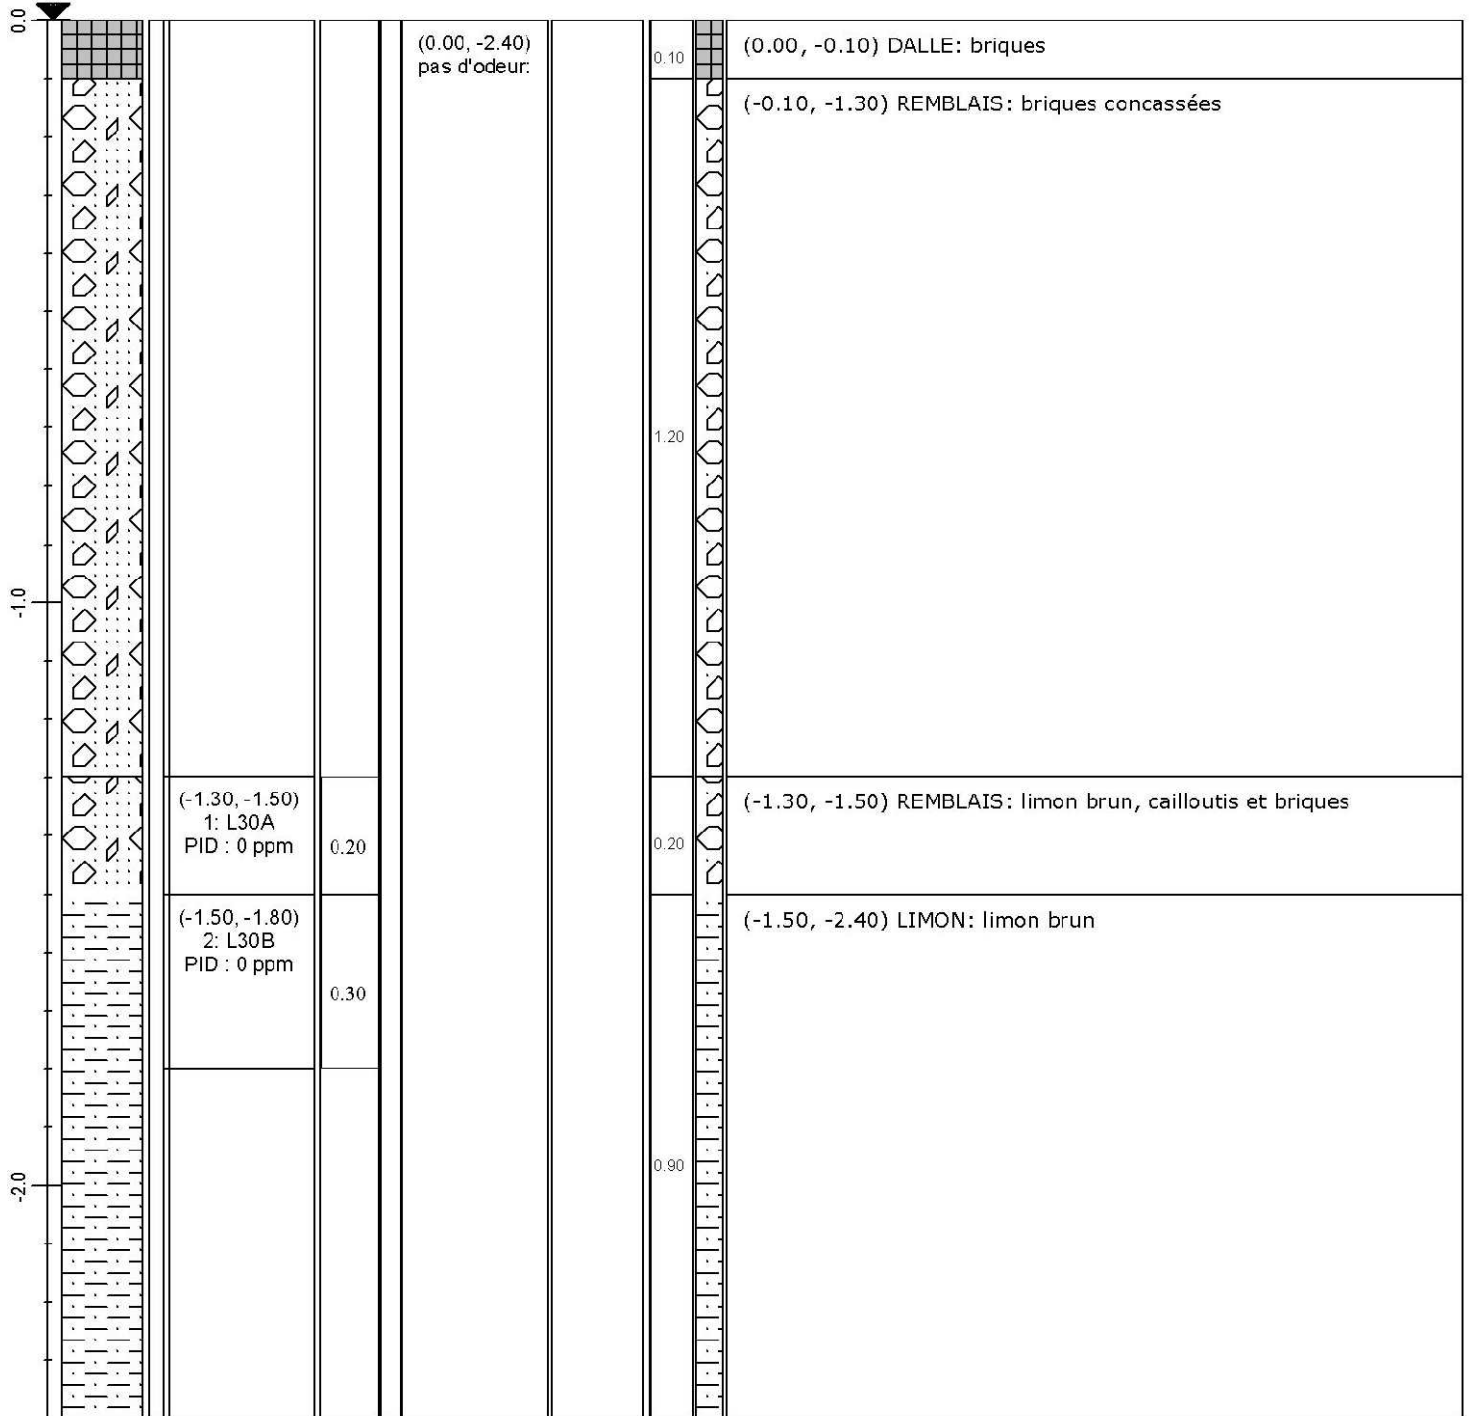 0.0
(0.00, -2.40)
pas d'odeur:
0.10
(0.00, -0.10) DALLE: briques
(-0.10, -1.30) REMBLAIS: briques concassées
1.20
-1.0
(-1.30, -1.50)
1: L30A
PID : 0 ppm
0.20
0.20
(-1.30, -1.50) REMBLAIS: limon brun, cailloutis et briques
(-1.50, -1.80)
2: L30B
PID : 0 ppm
0.30
(-1.50, -2.40) LIMON: limon brun
0.90
-2.0